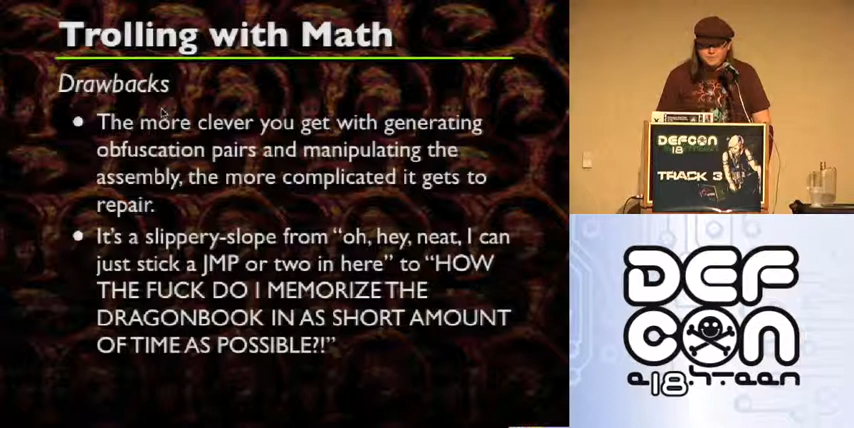 Trolling with Math
Drawbacks
• The more clever you get with generating
obfuscation pairs and manipulating the
assembly, the more complicated it gets to
repair.
• It's a slippery-slope from "oh, hey, neat, I can
just stick a JMP or two in here" to "HOW
THE FUCK DO I MEMORIZE THE
DRAGONBOOK IN AS SHORT AMOUNT
OF TIME AS POSSIBLE?!"
DEFCON
18
TRACK 3
DEF
CON